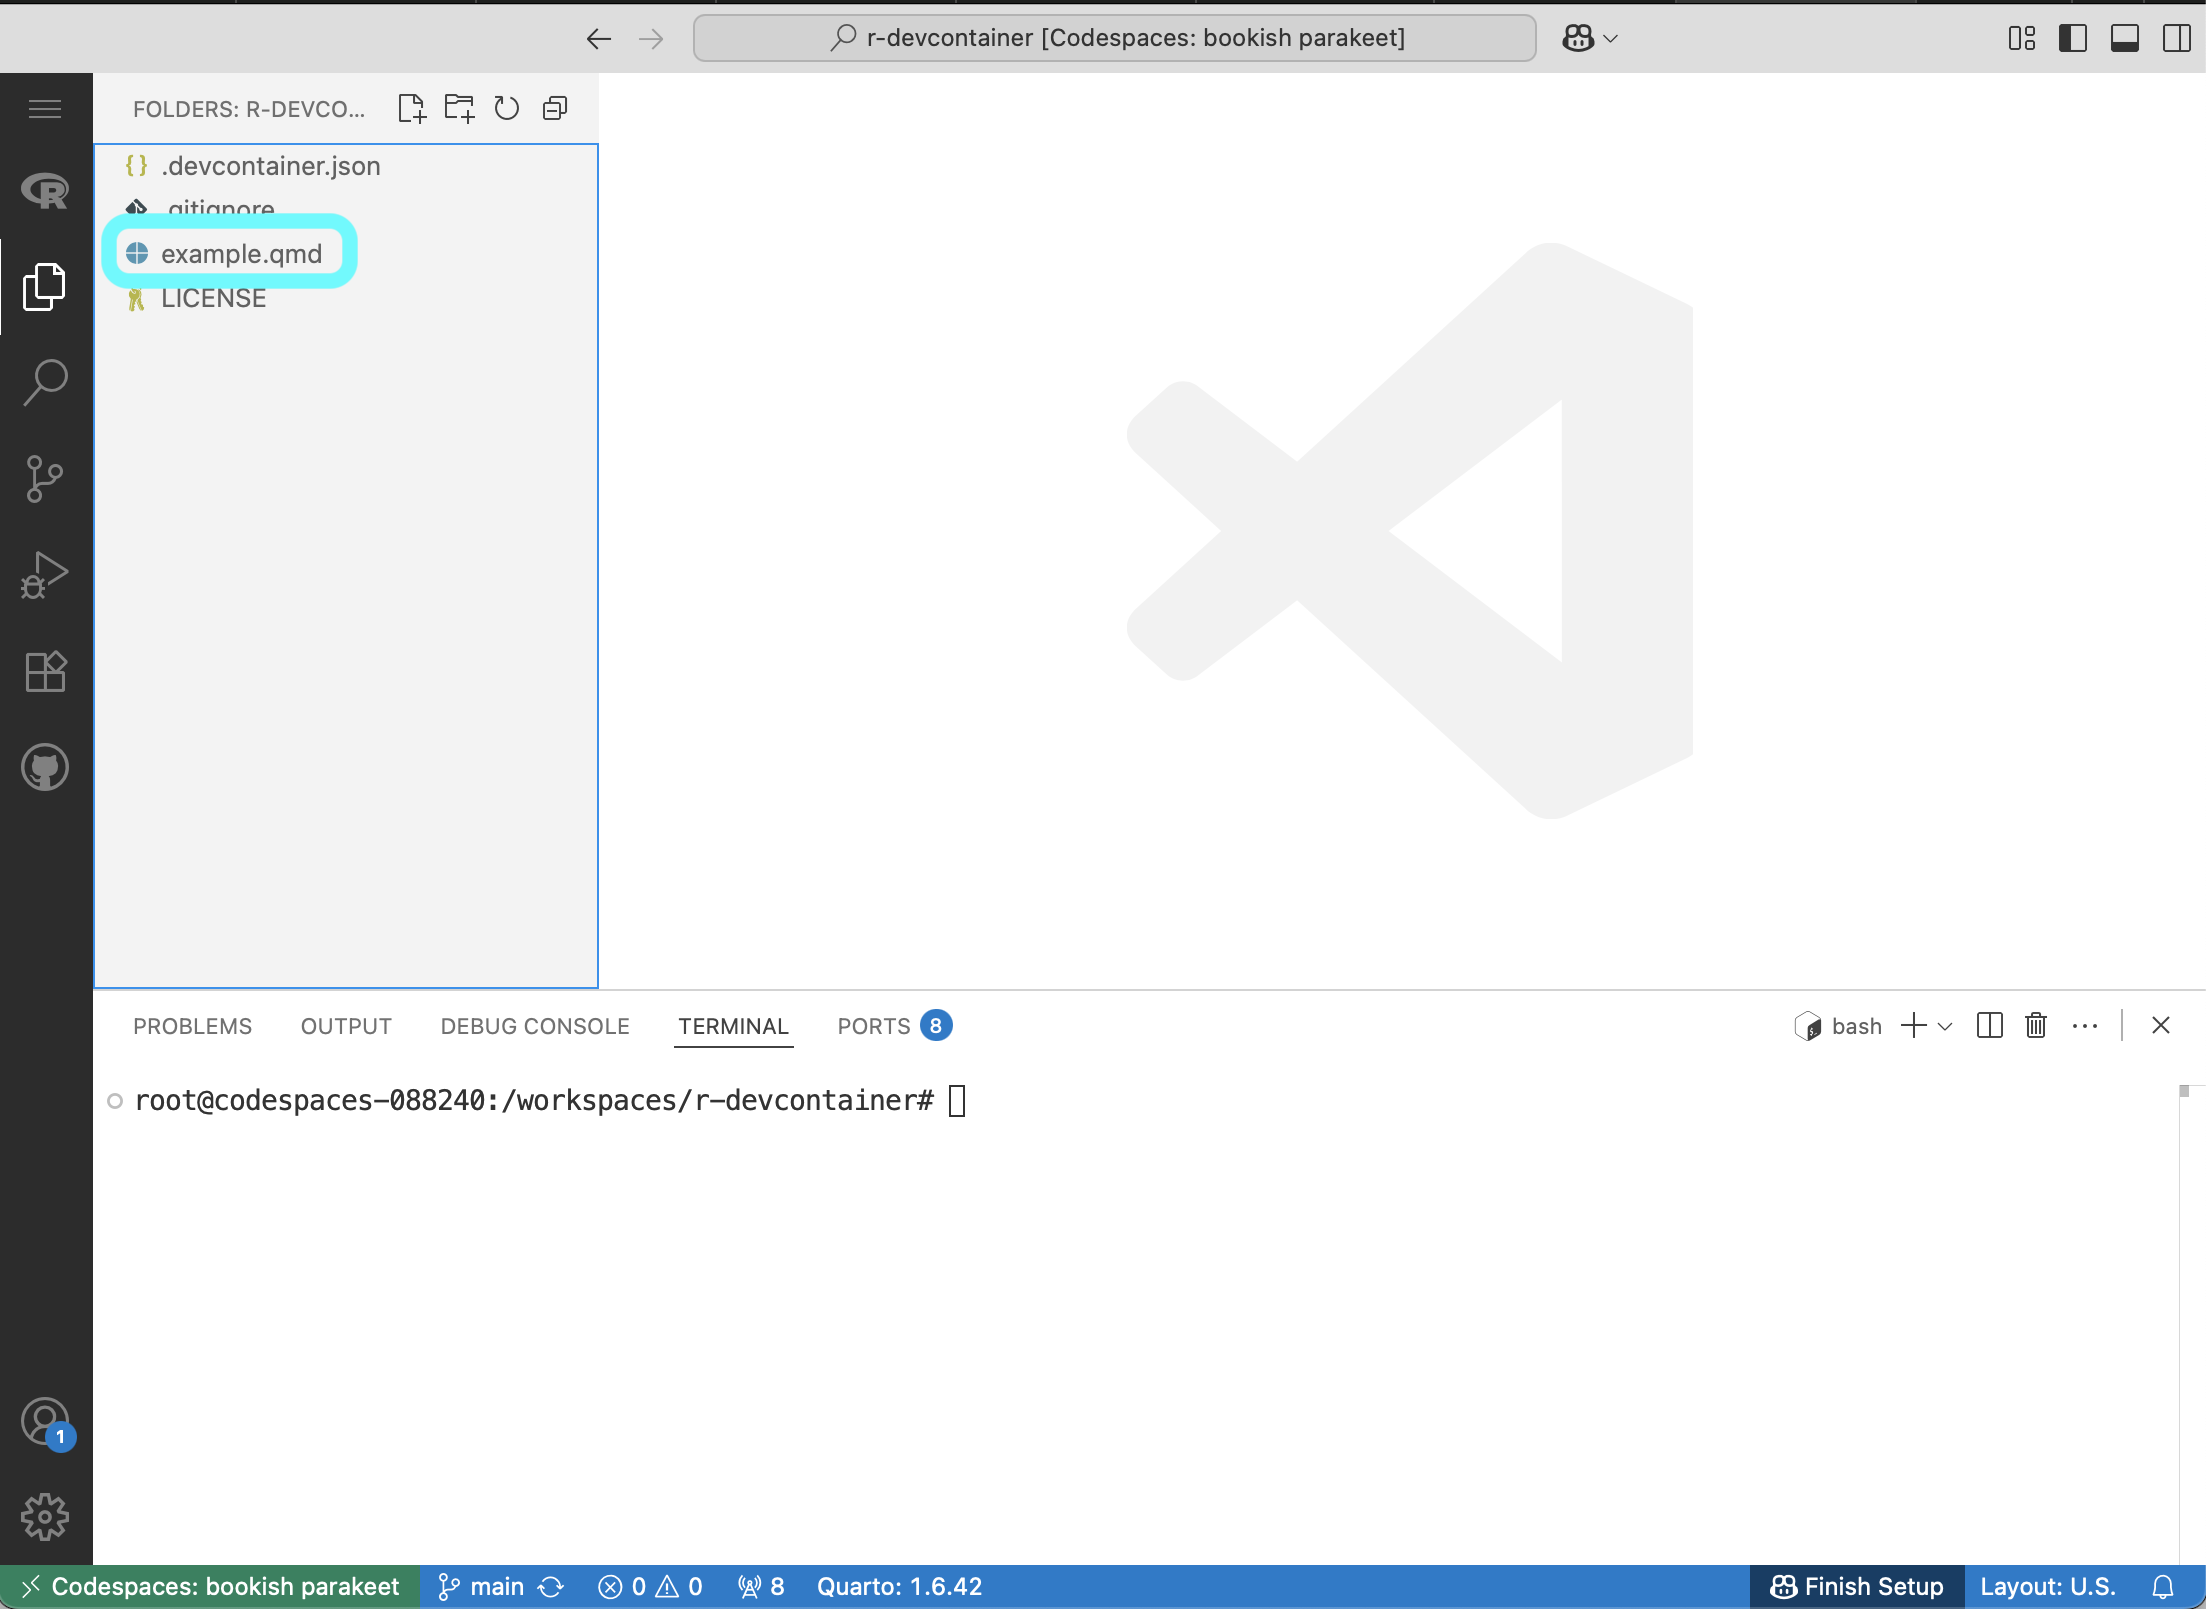 r-devcontainer [Codespaces: bookish parakeet]
FOLDERS: R-DEVCO...
{} .devcontainer.json
.gitignore
example.qmd
LICENSE
PROBLEMS OUTPUT DEBUG CONSOLE TERMINAL PORTS 8
bash
root@codespaces-088240:/workspaces/r-devcontainer#
1
Codespaces: bookish parakeet main 0 0 8 Quarto: 1.6.42 Finish Setup Layout: U.S.